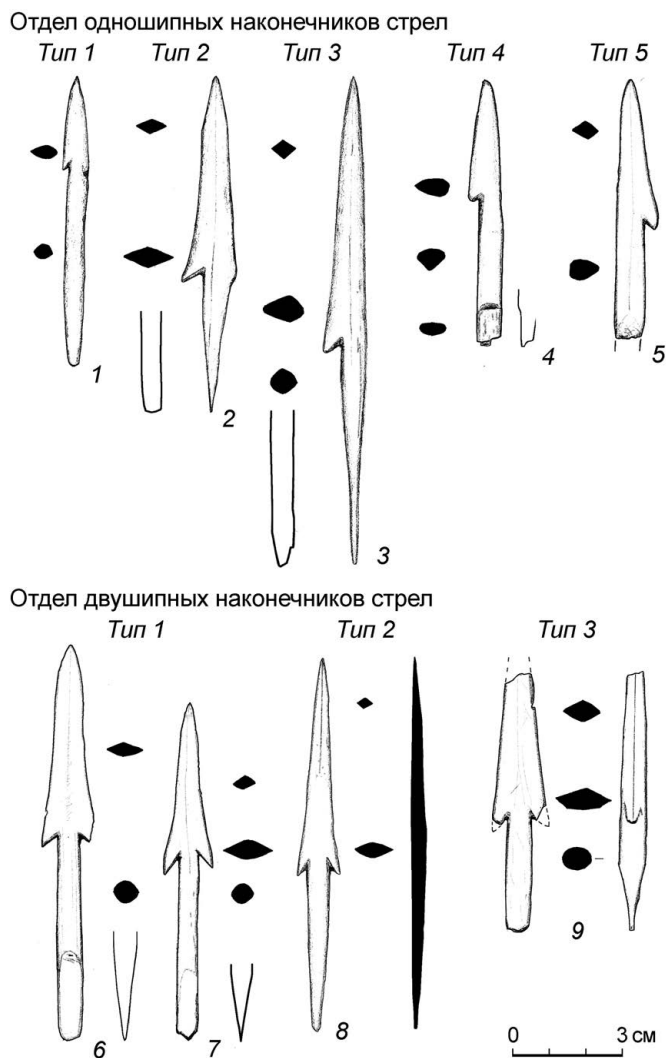 Отдел одношипных наконечников стрел
Тип 1 Тип 2 Тип 3 Тип 4 Тип 5
1 2 3 4 5
Отдел двушипных наконечников стрел
Тип 1 Тип 2 Тип 3
6 7 8 9
0 3 см